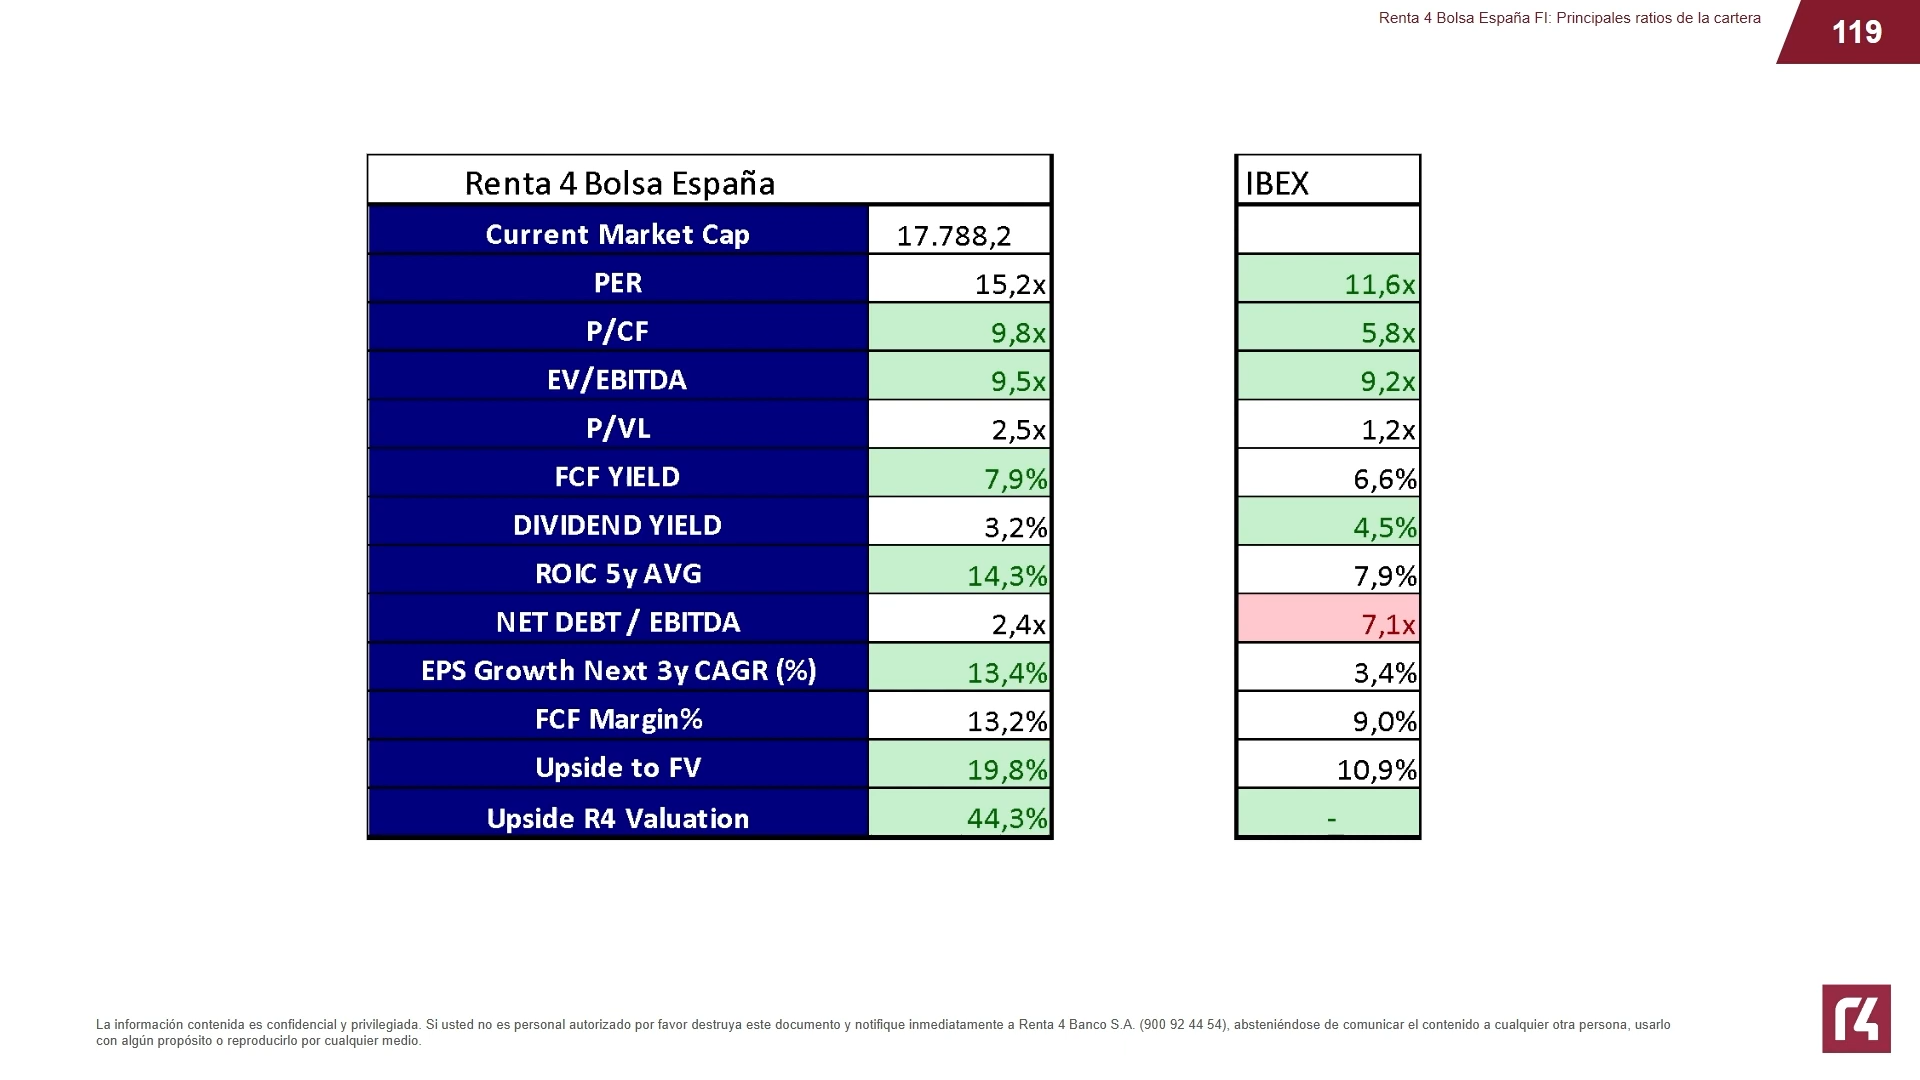 Renta 4 Bolsa España FI: Principales ratios de la cartera
119
Renta 4 Bolsa España IBEX
Current Market Cap 17.788,2
PER 15,2x 11,6x
P/CF 9,8x 5,8x
EV/EBITDA 9,5x 9,2x
P/VL 2,5x 1,2x
FCF YIELD 7,9% 6,6%
DIVIDEND YIELD 3,2% 4,5%
ROIC 5y AVG 14,3% 7,9%
NET DEBT / EBITDA 2,4x 7,1x
EPS Growth Next 3y CAGR (%) 13,4% 3,4%
FCF Margin% 13,2% 9,0%
Upside to FV 19,8% 10,9%
Upside R4 Valuation 44,3% -
La información contenida es confidencial y privilegiada. Si usted no es personal autorizado por favor destruya este documento y notifique inmediatamente a Renta 4 Banco S.A. (900 92 44 54), absteniéndose de comunicar el contenido a cualquier otra persona, usarlo
con algún propósito o reproducirlo por cualquier medio.
r4